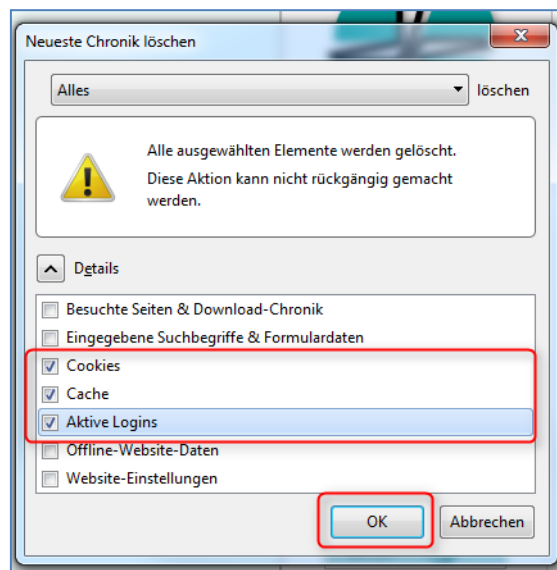 Neueste Chronik löschen
Alles löschen
Alle ausgewählten Elemente werden gelöscht.
Diese Aktion kann nicht rückgängig gemacht
werden.
Details
Besuchte Seiten & Download-Chronik
Eingegebene Suchbegriffe & Formulardaten
Cookies
Cache
Aktive Logins
Offline-Website-Daten
Website-Einstellungen
OK Abbrechen